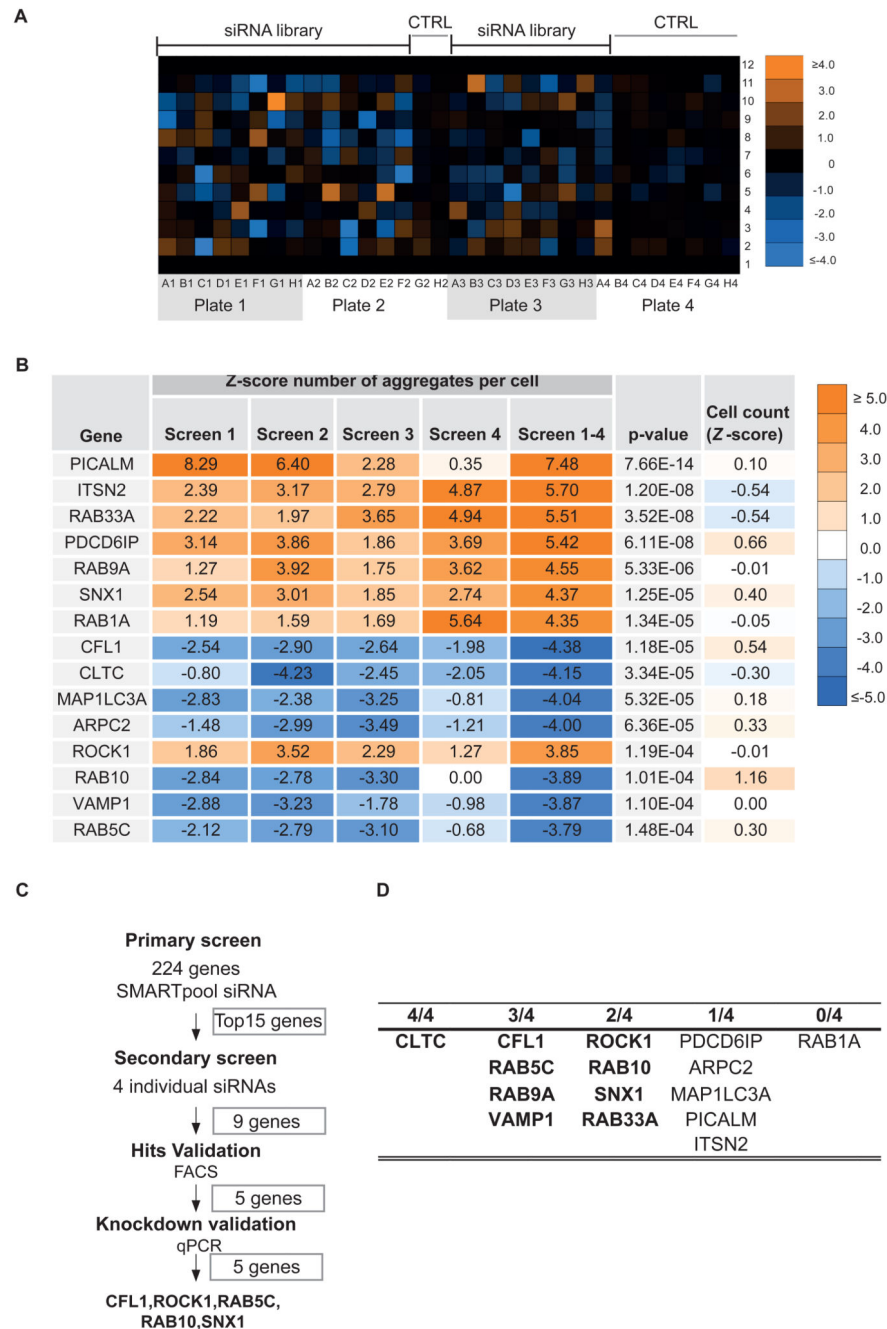 A
siRNA library
CTRL
siRNA library
CTRL
12
11
10
9
8
7
6
5
4
3
2
1
≥4.0
3.0
2.0
1.0
0
-1.0
-2.0
-3.0
≤-4.0
A1 B1 C1 D1 E1 F1 G1 H1 A2 B2 C2 D2 E2 F2 G2 H2 A3 B3 C3 D3 E3 F3 G3 H3 A4 B4 C4 D4 E4 F4 G4 H4
Plate 1 Plate 2 Plate 3 Plate 4
B
Z-score number of aggregates per cell
Gene Screen 1 Screen 2 Screen 3 Screen 4 Screen 1-4 p-value Cell count
(Z-score)
PICALM 8.29 6.40 2.28 0.35 7.48 7.66E-14 0.10
ITSN2 2.39 3.17 2.79 4.87 5.70 1.20E-08 -0.54
RAB33A 2.22 1.97 3.65 4.94 5.51 3.52E-08 -0.54
PDCD6IP 3.14 3.86 1.86 3.69 5.42 6.11E-08 0.66
RAB9A 1.27 3.92 1.75 3.62 4.55 5.33E-06 -0.01
SNX1 2.54 3.01 1.85 2.74 4.37 1.25E-05 0.40
RAB1A 1.19 1.59 1.69 5.64 4.35 1.34E-05 -0.05
CFL1 -2.54 -2.90 -2.64 -1.98 -4.38 1.18E-05 0.54
CLTC -0.80 -4.23 -2.45 -2.05 -4.15 3.34E-05 -0.30
MAP1LC3A -2.83 -2.38 -3.25 -0.81 -4.04 5.32E-05 0.18
ARPC2 -1.48 -2.99 -3.49 -1.21 -4.00 6.36E-05 0.33
ROCK1 1.86 3.52 2.29 1.27 3.85 1.19E-04 -0.01
RAB10 -2.84 -2.78 -3.30 0.00 -3.89 1.01E-04 1.16
VAMP1 -2.88 -3.23 -1.78 -0.98 -3.87 1.10E-04 0.00
RAB5C -2.12 -2.79 -3.10 -0.68 -3.79 1.48E-04 0.30
≥ 5.0
4.0
3.0
2.0
1.0
0.0
-1.0
-2.0
-3.0
-4.0
≤-5.0
C
Primary screen
224 genes
SMARTpool siRNA
Top15 genes
Secondary screen
4 individual siRNAs
9 genes
Hits Validation
FACS
5 genes
Knockdown validation
qPCR
5 genes
CFL1,ROCK1,RAB5C,
RAB10,SNX1
D
4/4 3/4 2/4 1/4 0/4
CLTC CFL1 ROCK1 PDCD6IP RAB1A
RAB5C RAB10 ARPC2
RAB9A SNX1 MAP1LC3A
VAMP1 RAB33A PICALM
ITSN2